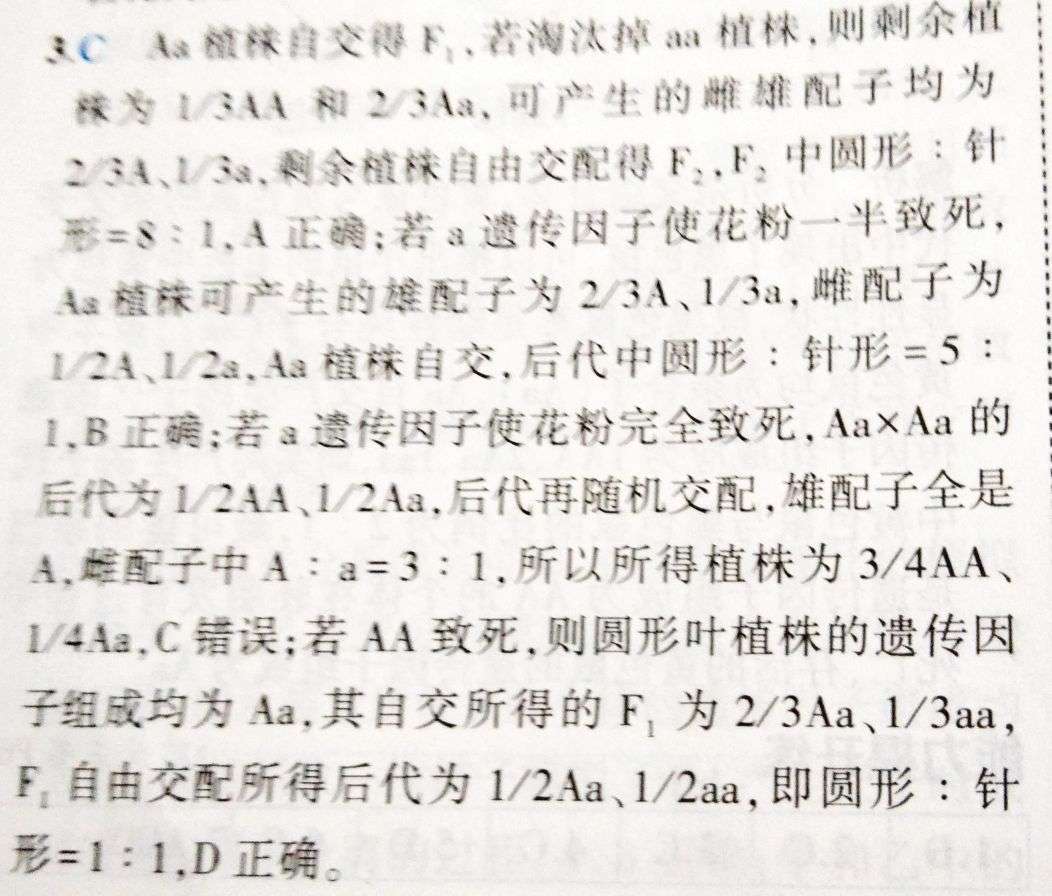 3.C Aa 植株自交得 F₁,若淘汰掉 aa 植株,则剩余植
株为 1/3AA 和 2/3Aa,可产生的雌雄配子均为
2/3A、1/3a,剩余植株自由交配得 F₂,F₂ 中圆形：针
形=8：1,A 正确;若 a 遗传因子使花粉一半致死,
Aa 植株可产生的雄配子为 2/3A、1/3a,雌配子为
1/2A、1/2a,Aa 植株自交,后代中圆形：针形=5：
1,B 正确;若 a 遗传因子使花粉完全致死,Aa×Aa 的
后代为 1/2AA、1/2Aa,后代再随机交配,雄配子全是
A,雌配子中 A：a=3：1,所以所得植株为 3/4AA、
1/4Aa,C 错误;若 AA 致死,则圆形叶植株的遗传因
子组成均为 Aa,其自交所得的 F₁ 为 2/3Aa、1/3aa,
F₁ 自由交配所得后代为 1/2Aa、1/2aa,即圆形：针
形=1：1,D 正确。